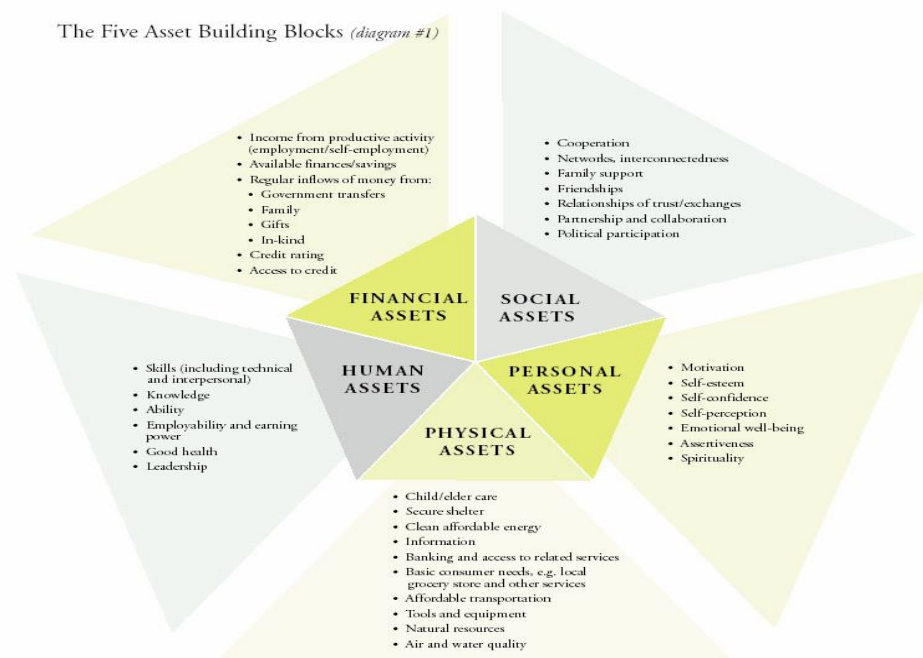 The Five Asset Building Blocks (diagram #1)
• Income from productive activity
(employment/self-employment)
• Available finances/savings
• Regular inflows of money from:
• Government transfers
• Family
• Gifts
• In-kind
• Credit rating
• Access to credit
• Cooperation
• Networks, interconnectedness
• Family support
• Friendships
• Relationships of trust/exchanges
• Partnership and collaboration
• Political participation
FINANCIAL
ASSETS
SOCIAL
ASSETS
HUMAN
ASSETS
PERSONAL
ASSETS
PHYSICAL
ASSETS
• Skills (including technical
and interpersonal)
• Knowledge
• Ability
• Employability and earning
power
• Good health
• Leadership
• Motivation
• Self-esteem
• Self-confidence
• Self-perception
• Emotional well-being
• Assertiveness
• Spirituality
• Child/elder care
• Secure shelter
• Clean affordable energy
• Information
• Banking and access to related services
• Basic consumer needs, e.g. local
grocery store and other services
• Affordable transportation
• Tools and equipment
• Natural resources
• Air and water quality